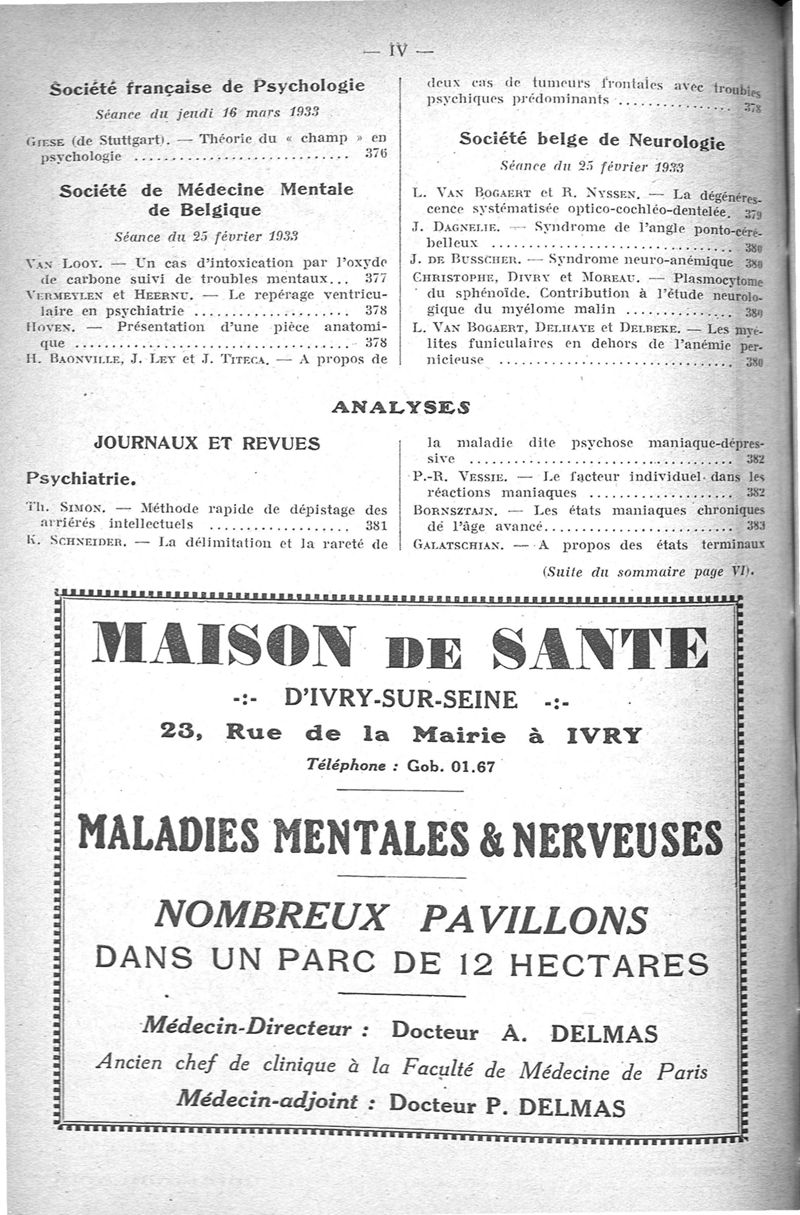 — IV —
Société française de Psychologie
Séance du jeudi 16 mars 1933
GIESE (de Stuttgart). — Théorie du « champ » en
psychologie ............................ 376
Société de Médecine Mentale
de Belgique
Séance du 25 février 1933
VAN LOOY. — Un cas d'intoxication par l'oxyde
de carbone suivi de troubles mentaux... 377
VERMEYLEN et HEERNU. — Le repérage ventricu-
laire en psychiatrie .................... 378
HOVEN. — Présentation d'une pièce anatomi-
que .................................... 378
H. BAONVILLE, J. LEY et J. TITECA. — A propos de
deux cas de tumeurs frontales avec troubles
psychiques prédominants ............... 378
Société belge de Neurologie
Séance du 25 février 1933
L. VAN BOGAERT et R. NYSSEN. — La dégénéres-
cence systématisée optico-cochléo-dentelée. 379
J. DAGNELIE. — Syndrome de l'angle ponto-céré-
belleux ................................ 380
J. DE BUSSCHER. — Syndrome neuro-anémique 380
CHRISTOPHE, DIVRY et MOREAU. — Plasmocytome
du sphénoïde. Contribution à l'étude neurolo-
gique du myélome malin ................ 380
L. VAN BOGAERT, DELHAYE et DELBEKE. — Les myé-
lites funiculaires en dehors de l'anémie per-
nicieuse ............................... 380
ANALYSES
JOURNAUX ET REVUES
Psychiatrie.
Th. SIMON. — Méthode rapide de dépistage des
arriérés intellectuels ................... 381
K. SCHNEIDER. — La délimitation et la rareté de
la maladie dite psychose maniaque-dépres-
sive ................................... 382
P.-R. VESSIE. — Le facteur individuel dans les
réactions maniaques .................... 382
BORNSZTAJN. — Les états maniaques chroniques
de l'âge avancé......................... 383
GALATSCHIAN. — A propos des états terminaux
(Suite du sommaire page VI).
MAISON DE SANTE
-:- D'IVRY-SUR-SEINE -:-
23, Rue de la Mairie à IVRY
Téléphone : Gob. 01.67
MALADIES MENTALES & NERVEUSES
NOMBREUX PAVILLONS
DANS UN PARC DE 12 HECTARES
Médecin-Directeur : Docteur A. DELMAS
Ancien chef de clinique à la Faculté de Médecine de Paris
Médecin-adjoint : Docteur P. DELMAS